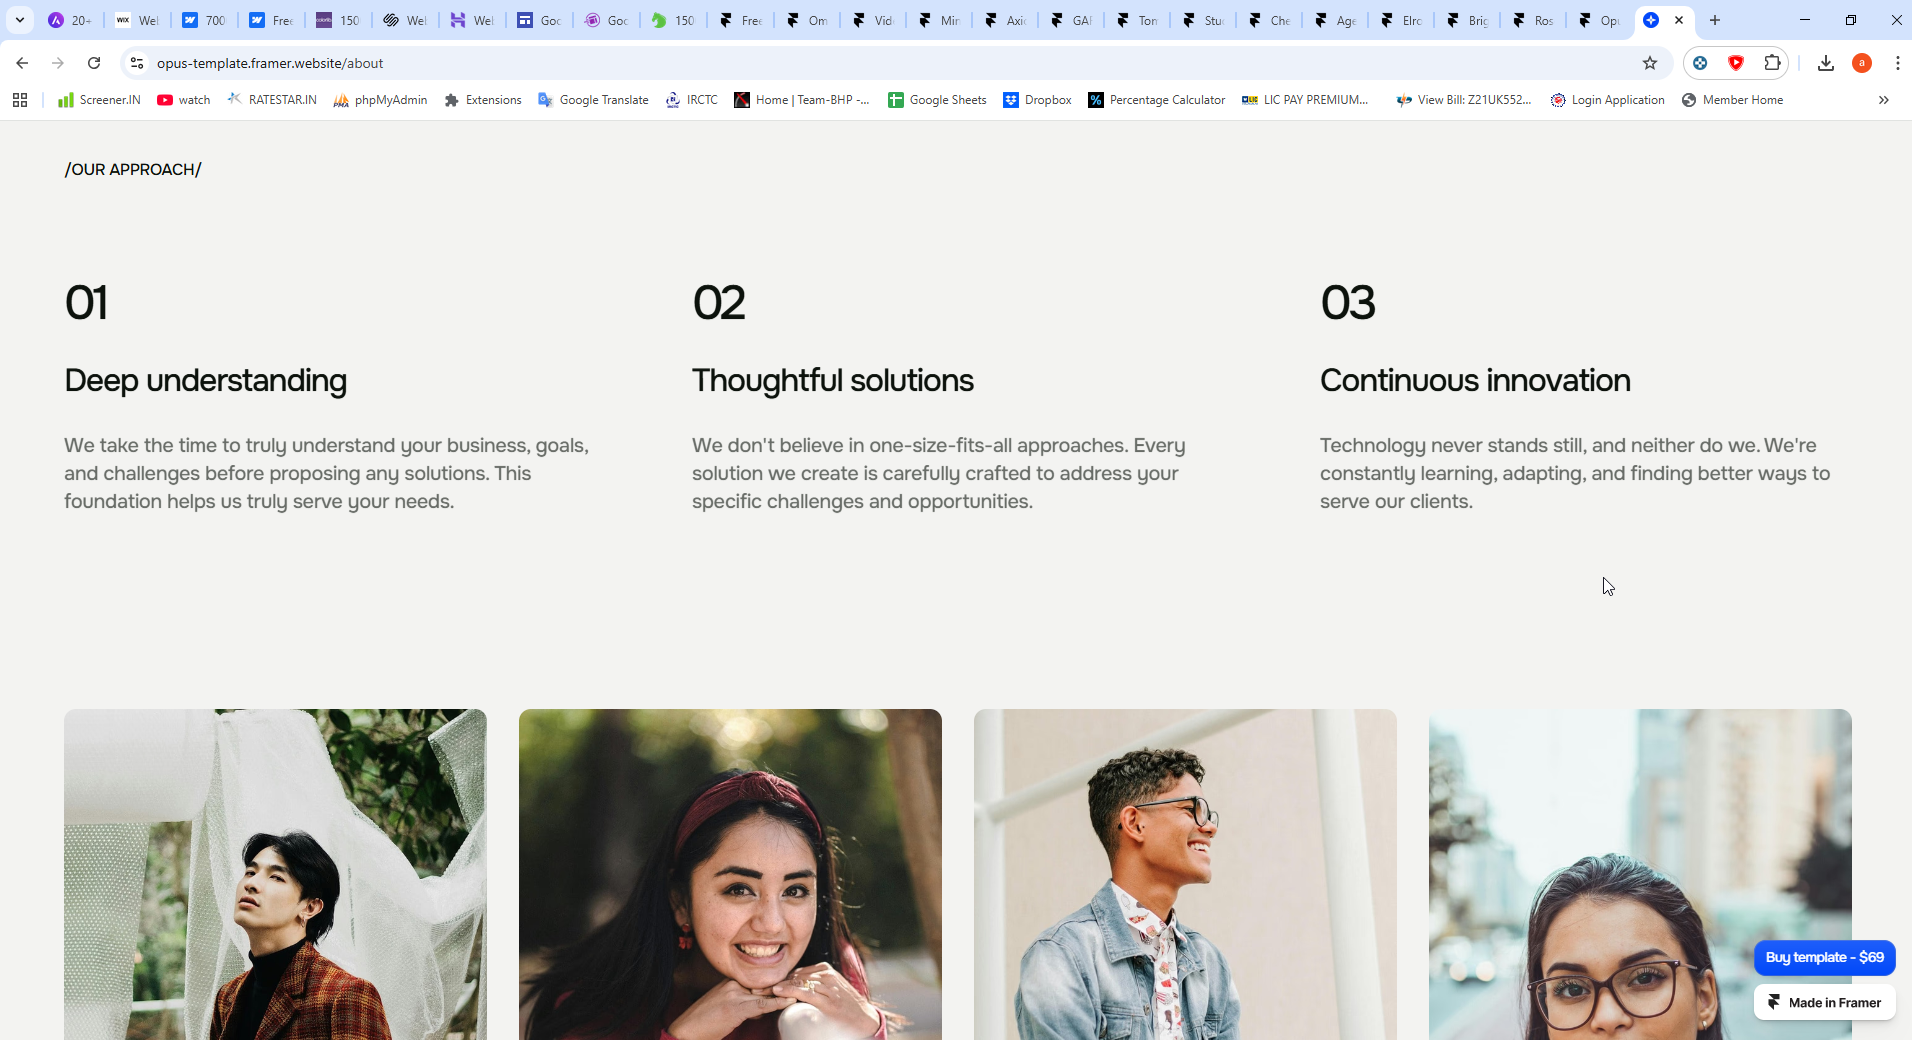 20+
Wel
700
Free
150
Wel
Wel
Goo
Goo
150
Free
Om
Vid
Min
Axi
GA
Ton
Stu
Che
Age
Elro
Brig
Ros
Opu
opus-template.framer.website/about
a
Screener.IN
watch
RATESTAR.IN
phpMyAdmin
Extensions
Google Translate
IRCTC
Home | Team-BHP -...
Google Sheets
Dropbox
Percentage Calculator
LIC PAY PREMIUM...
View Bill: Z21UK552...
Login Application
Member Home
/OUR APPROACH/
01
Deep understanding
We take the time to truly understand your business, goals,
and challenges before proposing any solutions. This
foundation helps us truly serve your needs.
02
Thoughtful solutions
We don't believe in one-size-fits-all approaches. Every
solution we create is carefully crafted to address your
specific challenges and opportunities.
03
Continuous innovation
Technology never stands still, and neither do we. We're
constantly learning, adapting, and finding better ways to
serve our clients.
Buy template - $69
Made in Framer